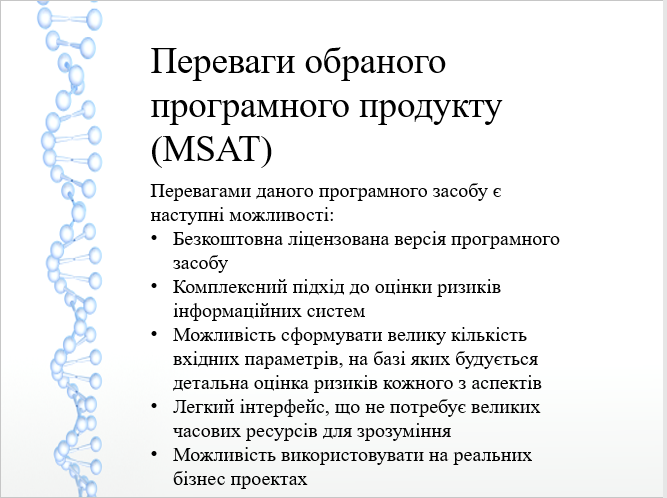 Переваги обраного
програмного продукту
(MSAT)
Перевагами даного програмного засобу є
наступні можливості:
• Безкоштовна ліцензована версія програмного
засобу
• Комплексний підхід до оцінки ризиків
інформаційних систем
• Можливість сформувати велику кількість
вхідних параметрів, на базі яких будується
детальна оцінка ризиків кожного з аспектів
• Легкий інтерфейс, що не потребує великих
часових ресурсів для зрозуміння
• Можливість використовувати на реальних
бізнес проектах